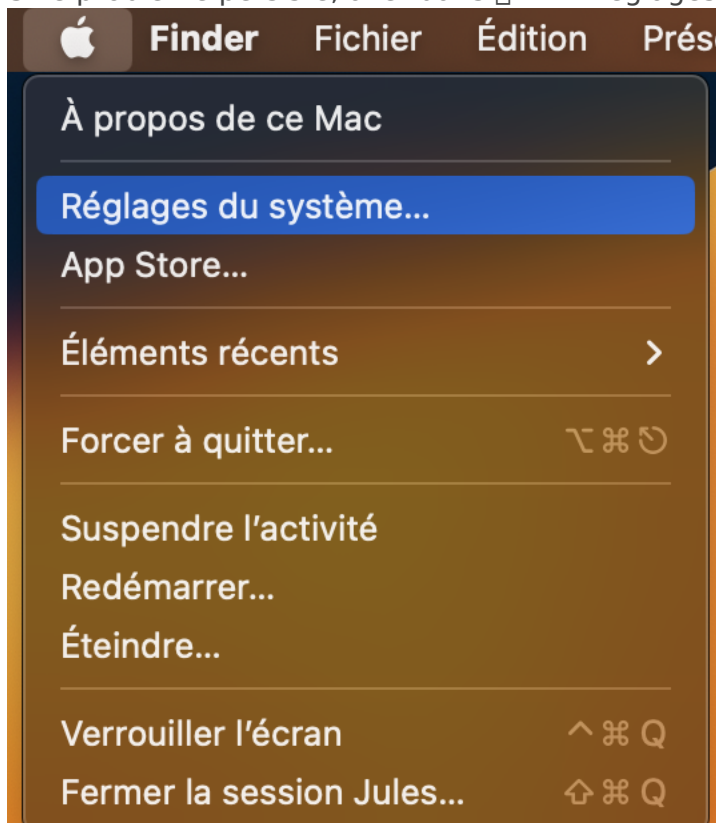 Finder Fichier Édition
À propos de ce Mac
Réglages du système...
App Store...
Éléments récents
Forcer à quitter... ⌥ ⌘ ⎋
Suspendre l'activité
Redémarrer...
Éteindre...
Verrouiller l'écran ^ ⌘ Q
Fermer la session Jules... ⇧ ⌘ Q